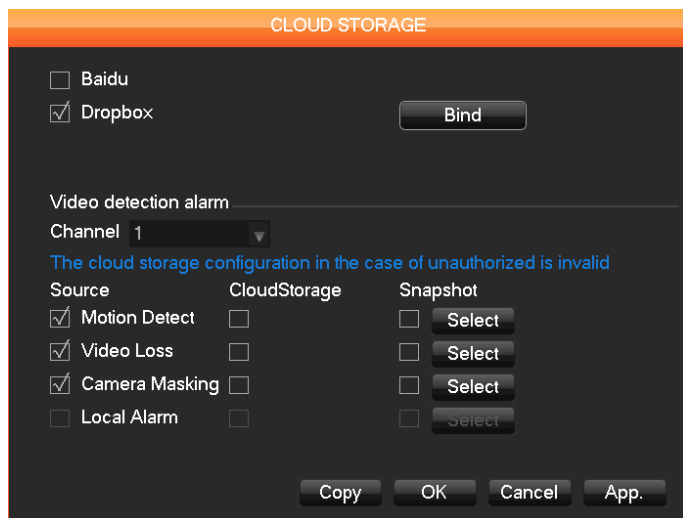 CLOUD STORAGE
Baidu
Dropbox Bind
Video detection alarm
Channel 1
The cloud storage configuration in the case of unauthorized is invalid
Source CloudStorage Snapshot
Motion Detect Select
Video Loss Select
Camera Masking Select
Local Alarm Select
Copy OK Cancel App.